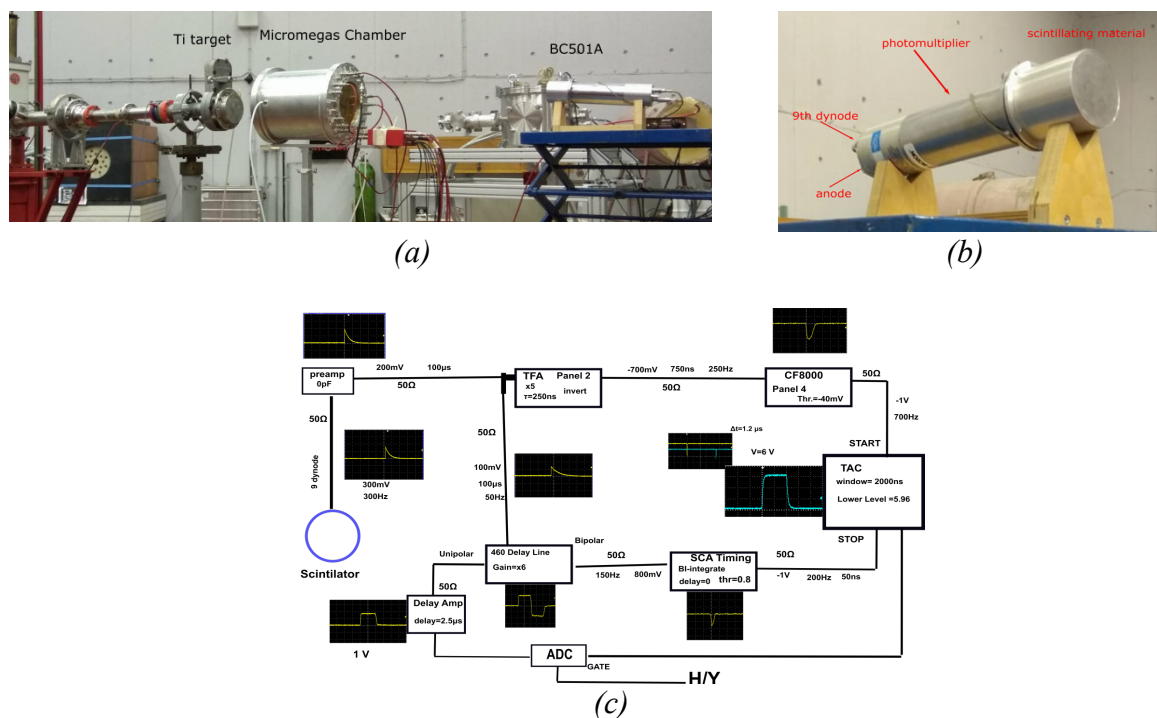 Ti target
Micromegas Chamber
BC501A
(a)
photomultiplier
scintillating material
9th dynode
anode
(b)
preamp
0pF
200mV 100μs
50Ω
TFA Panel 2
x5 invert
τ=250ns
-700mV 750ns 250Hz
50Ω
CF8000
Panel 4
Thr.=-40mV
50Ω
-1V
700Hz
START
50Ω
9 dynode
300mV
300Hz
Scintilator
50Ω
100mV
100μs
50Hz
Δt=1.2 μs
V=6 V
TAC
window= 2000ns
Lower Level =5.96
STOP
Unipolar
460 Delay Line
Gain=x6
Bipolar
50Ω
150Hz 800mV
SCA Timing
BI-integrate
delay=0 thr=0.8
50Ω
-1V 200Hz 50ns
50Ω
Delay Amp
delay=2.5μs
1 V
ADC
GATE
H/Y
(c)